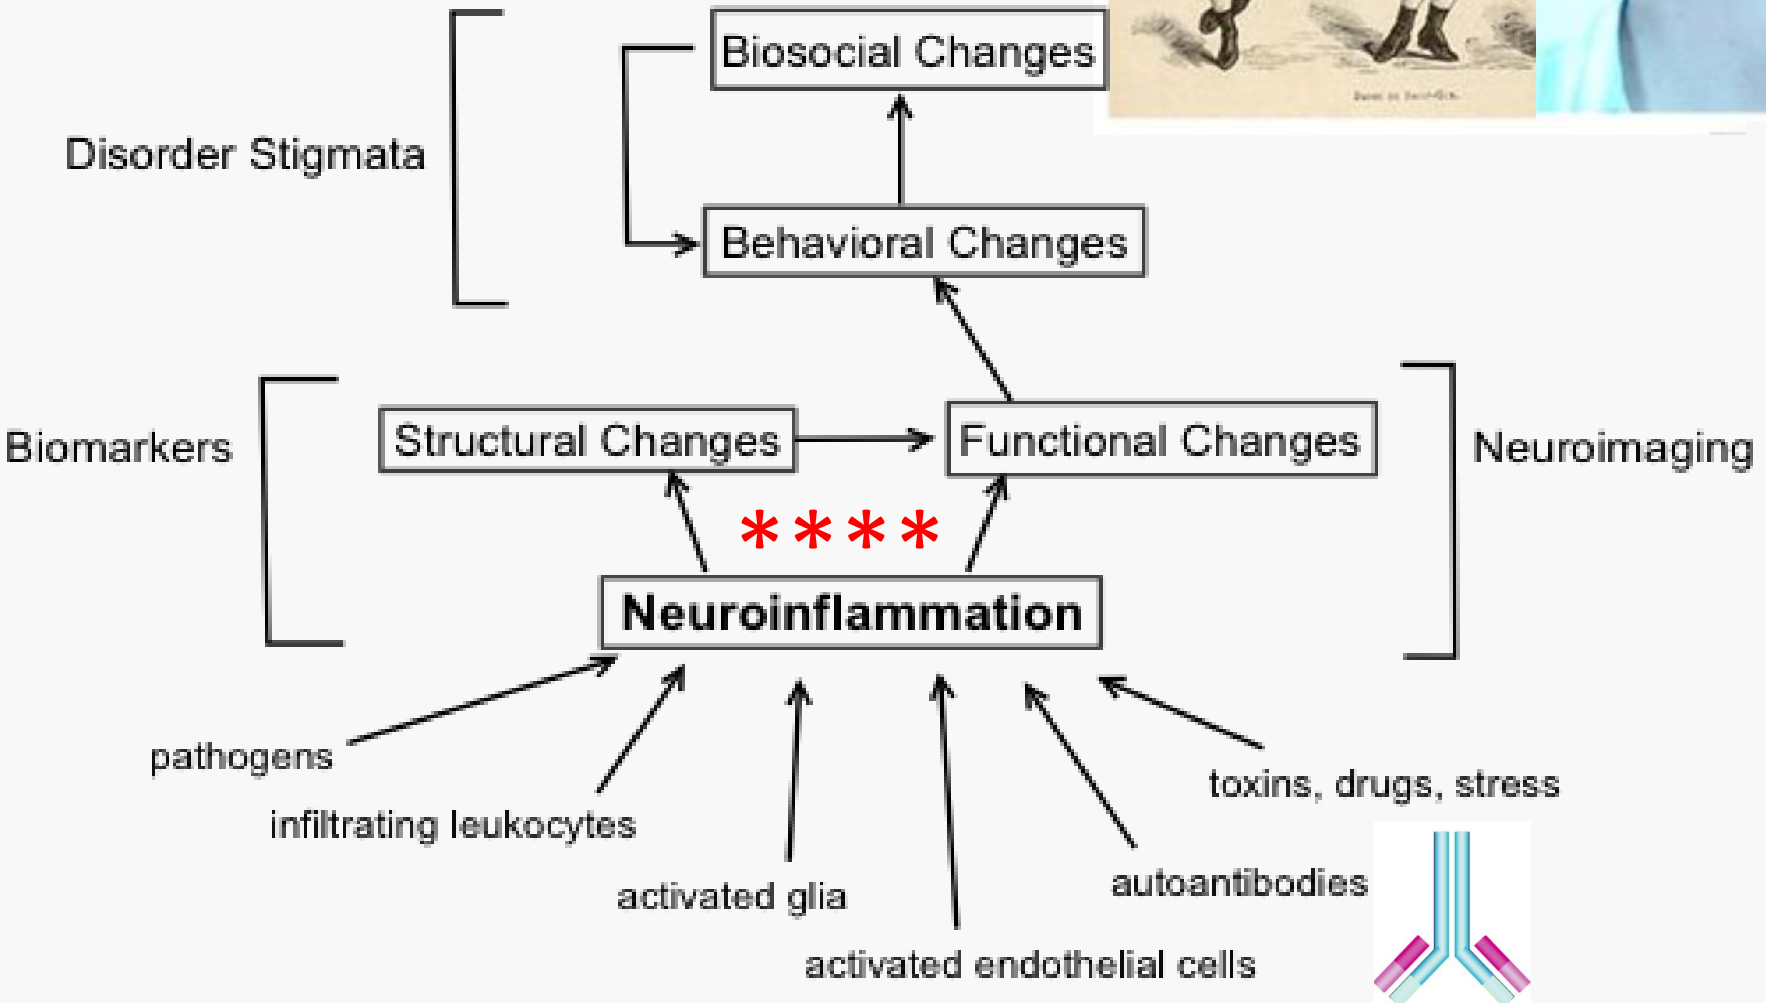 Biosocial Changes
Disorder Stigmata
Behavioral Changes
Biomarkers
Structural Changes
Functional Changes
Neuroimaging
****
Neuroinflammation
pathogens
toxins, drugs, stress
infiltrating leukocytes
autoantibodies
activated glia
activated endothelial cells